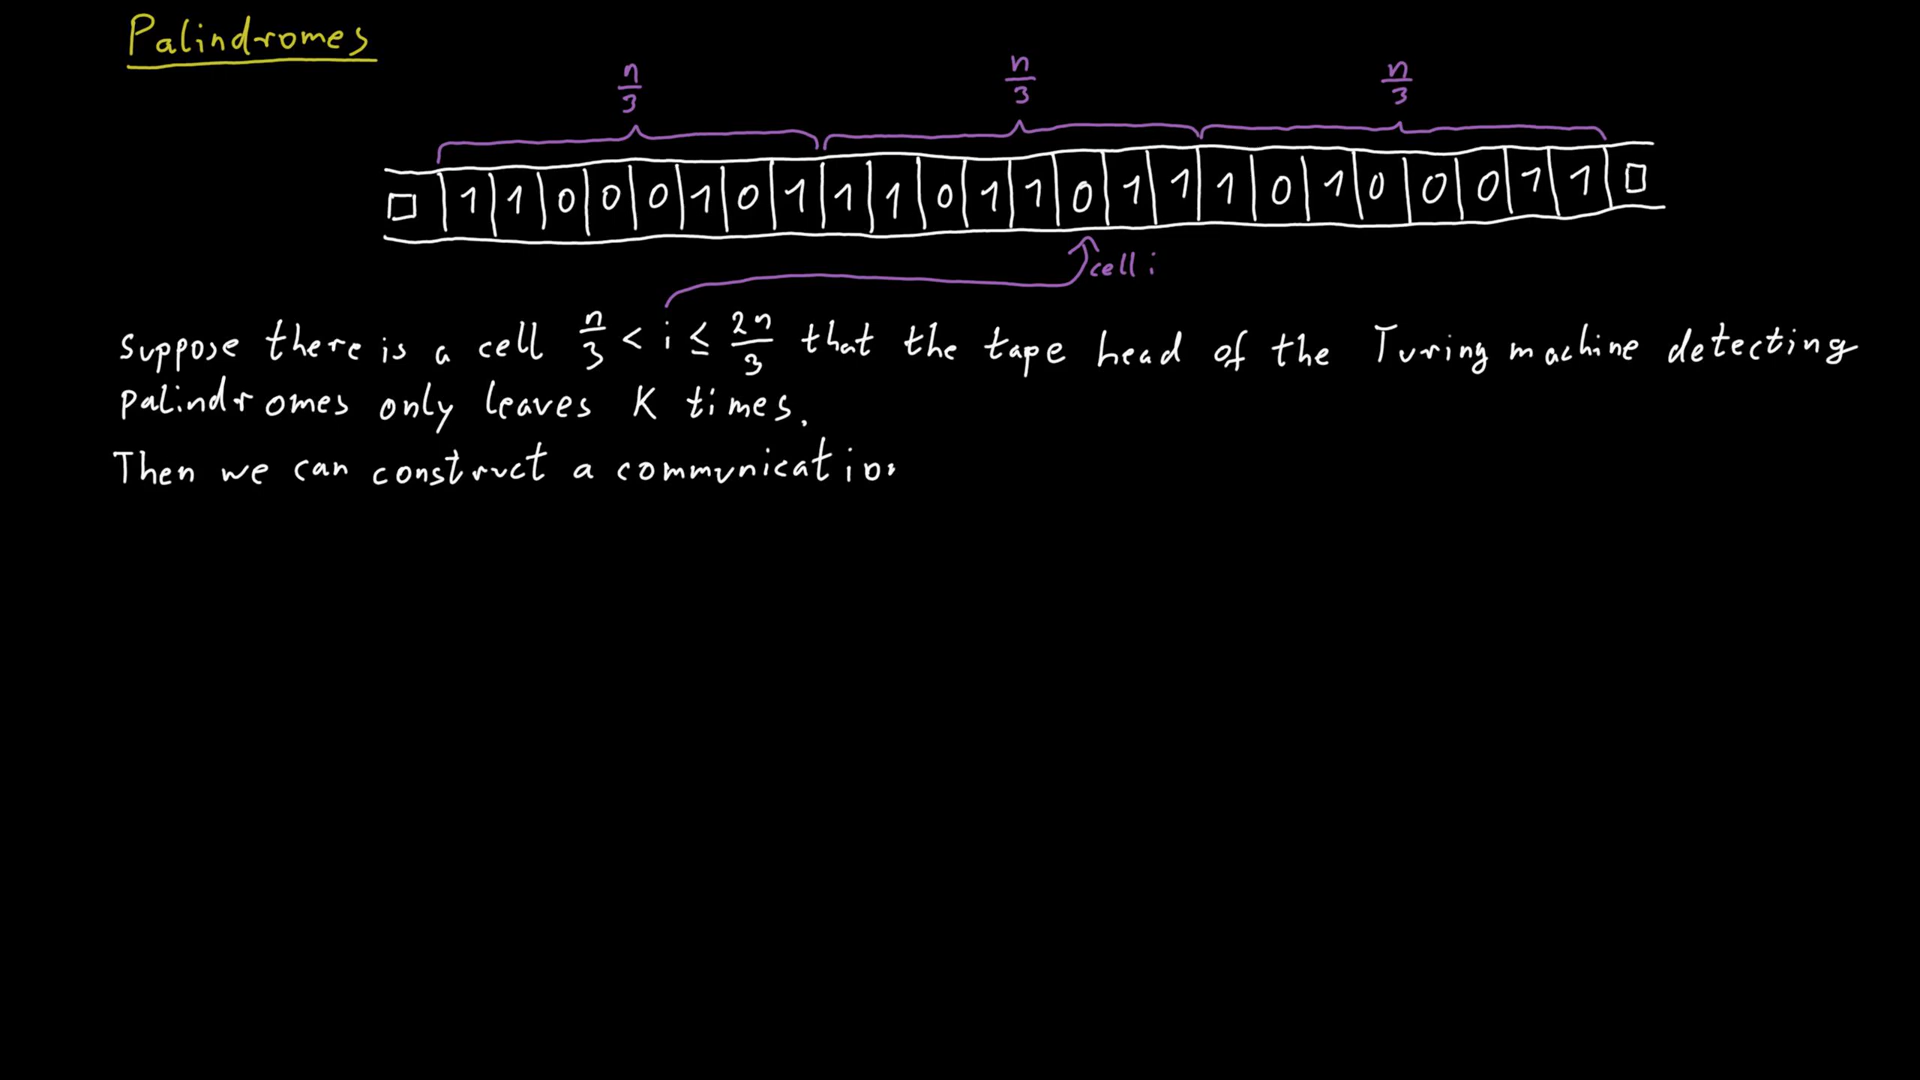 Palindromes
n/3 n/3 n/3
□ 1 1 0 0 0 1 0 1 1 1 0 1 1 0 1 1 1 0 1 0 0 0 1 1 □
cell i
Suppose there is a cell n/3 < i ≤ 2n/3 that the tape head of the Turing machine detecting
palindromes only leaves K times.
Then we can construct a communicatio